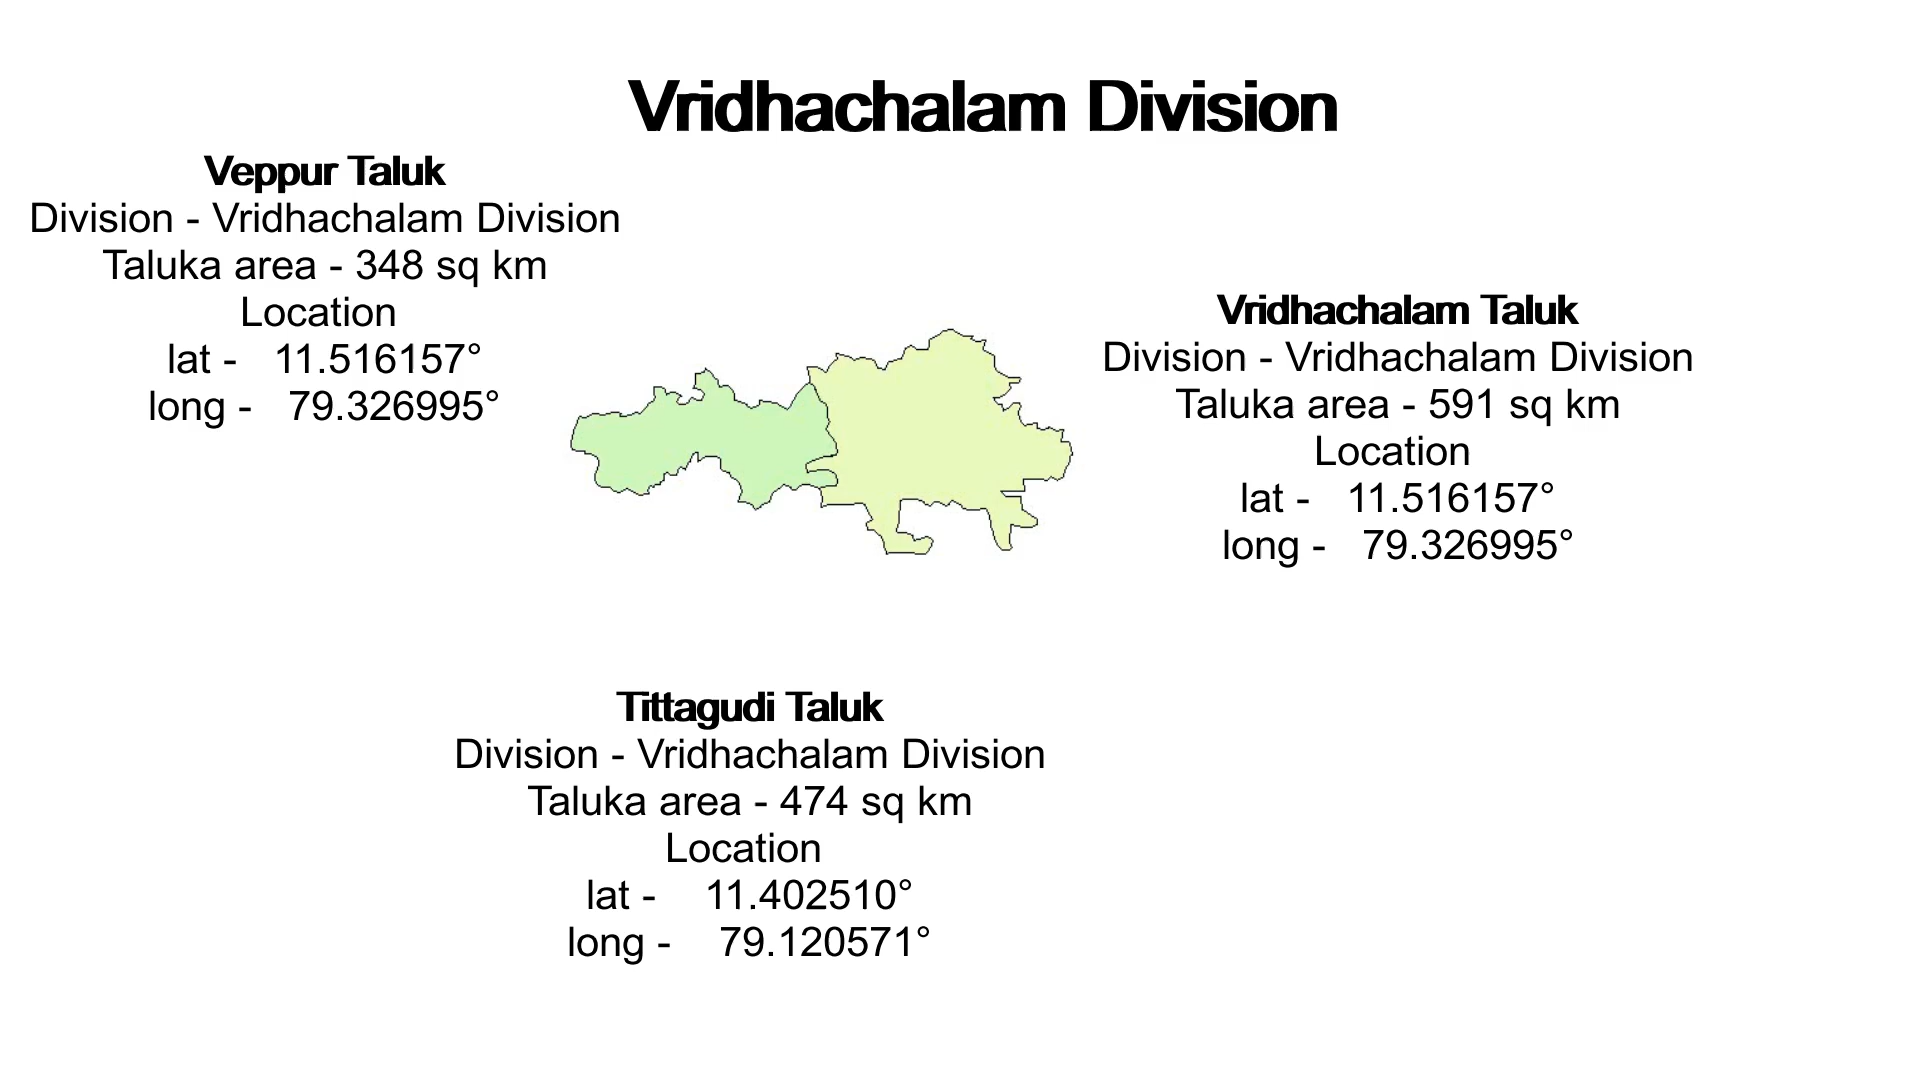 Vridhachalam Division
Veppur Taluk
Division - Vridhachalam Division
Taluka area - 348 sq km
Location
lat - 11.516157°
long - 79.326995°
Vridhachalam Taluk
Division - Vridhachalam Division
Taluka area - 591 sq km
Location
lat - 11.516157°
long - 79.326995°
Tittagudi Taluk
Division - Vridhachalam Division
Taluka area - 474 sq km
Location
lat - 11.402510°
long - 79.120571°